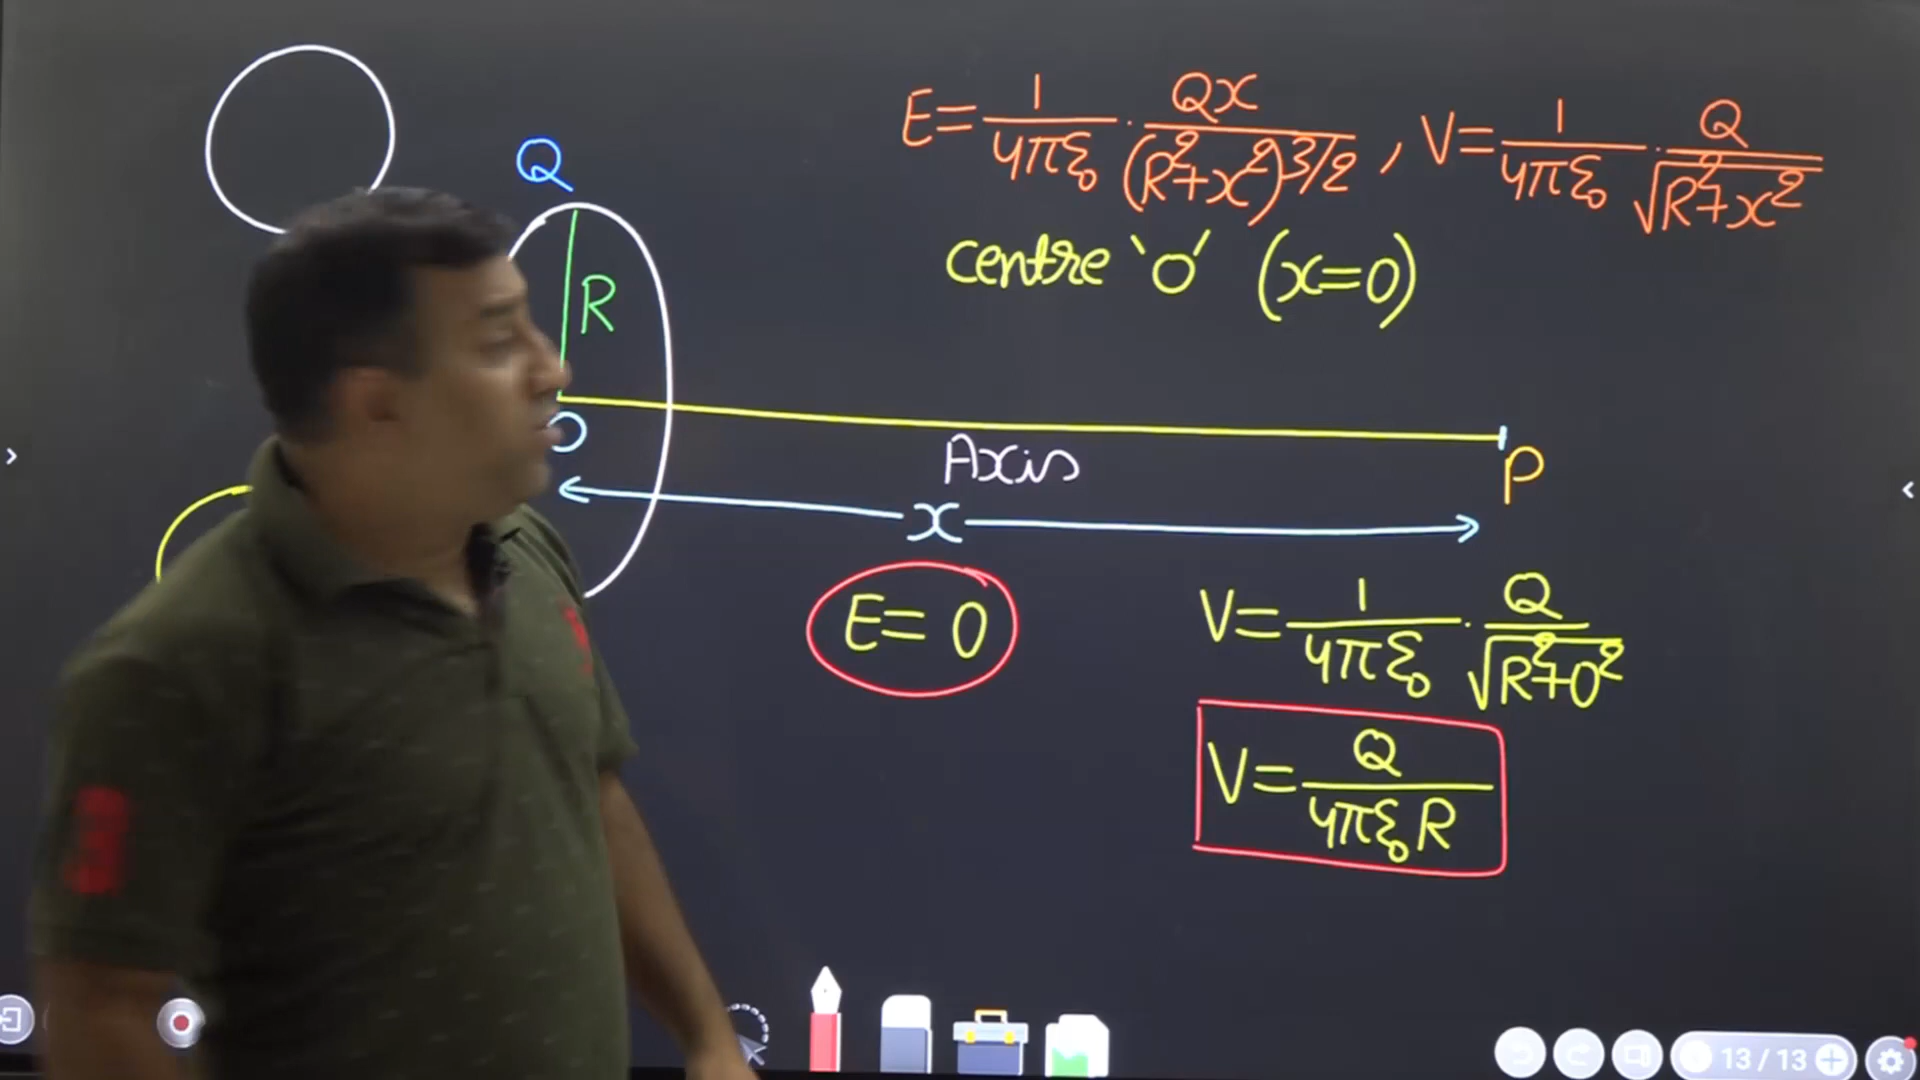 E = 1/4πε₀ · Qx/(R²+x²)^3/2 , V = 1/4πε₀ · Q/√R²+x²
Q
centre 'O' (x=0)
R
O
Axis
P
x
E = 0
V = 1/4πε₀ · Q/√R²+0²
V = Q/4πε₀R
13 / 13